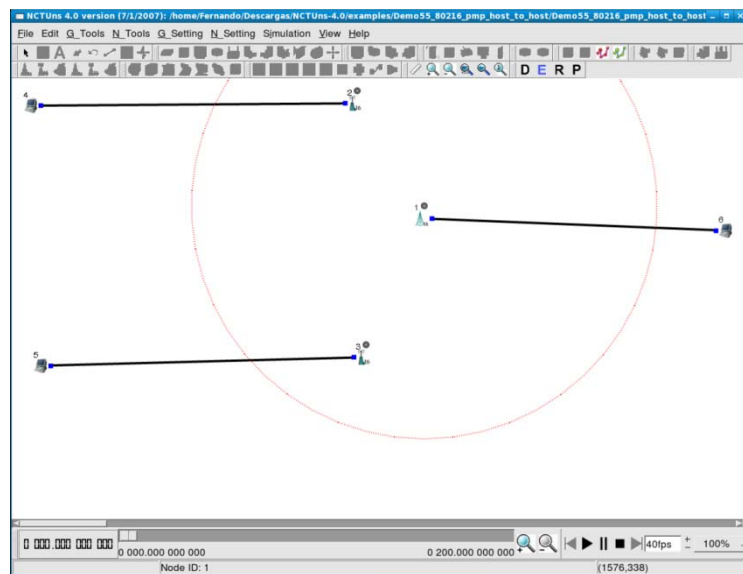 NCTUns 4.0 version (7/1/2007): /home/Fernando/Descargas/NCTUns-4.0/examples/Demo55_80216_pmp_host_to_host/Demo55_80216_pmp_host_to_host
File Edit G_Tools N_Tools G_Setting N_Setting Simulation View Help
D E R P
4
2
1
6
5
3
0 000.000 000 000
0 000.000 000 000
0 200.000 000 000
40fps
100%
Node ID: 1
(1576,338)